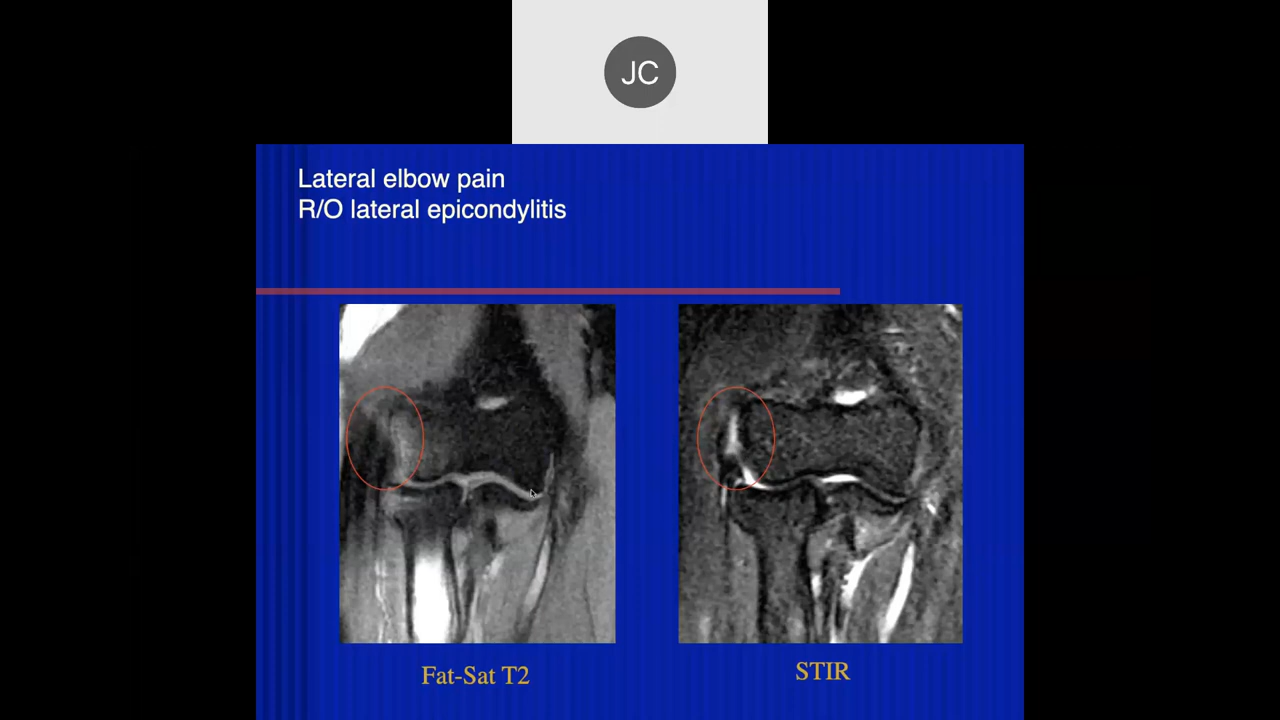 JC
Lateral elbow pain
R/O lateral epicondylitis
Fat-Sat T2
STIR